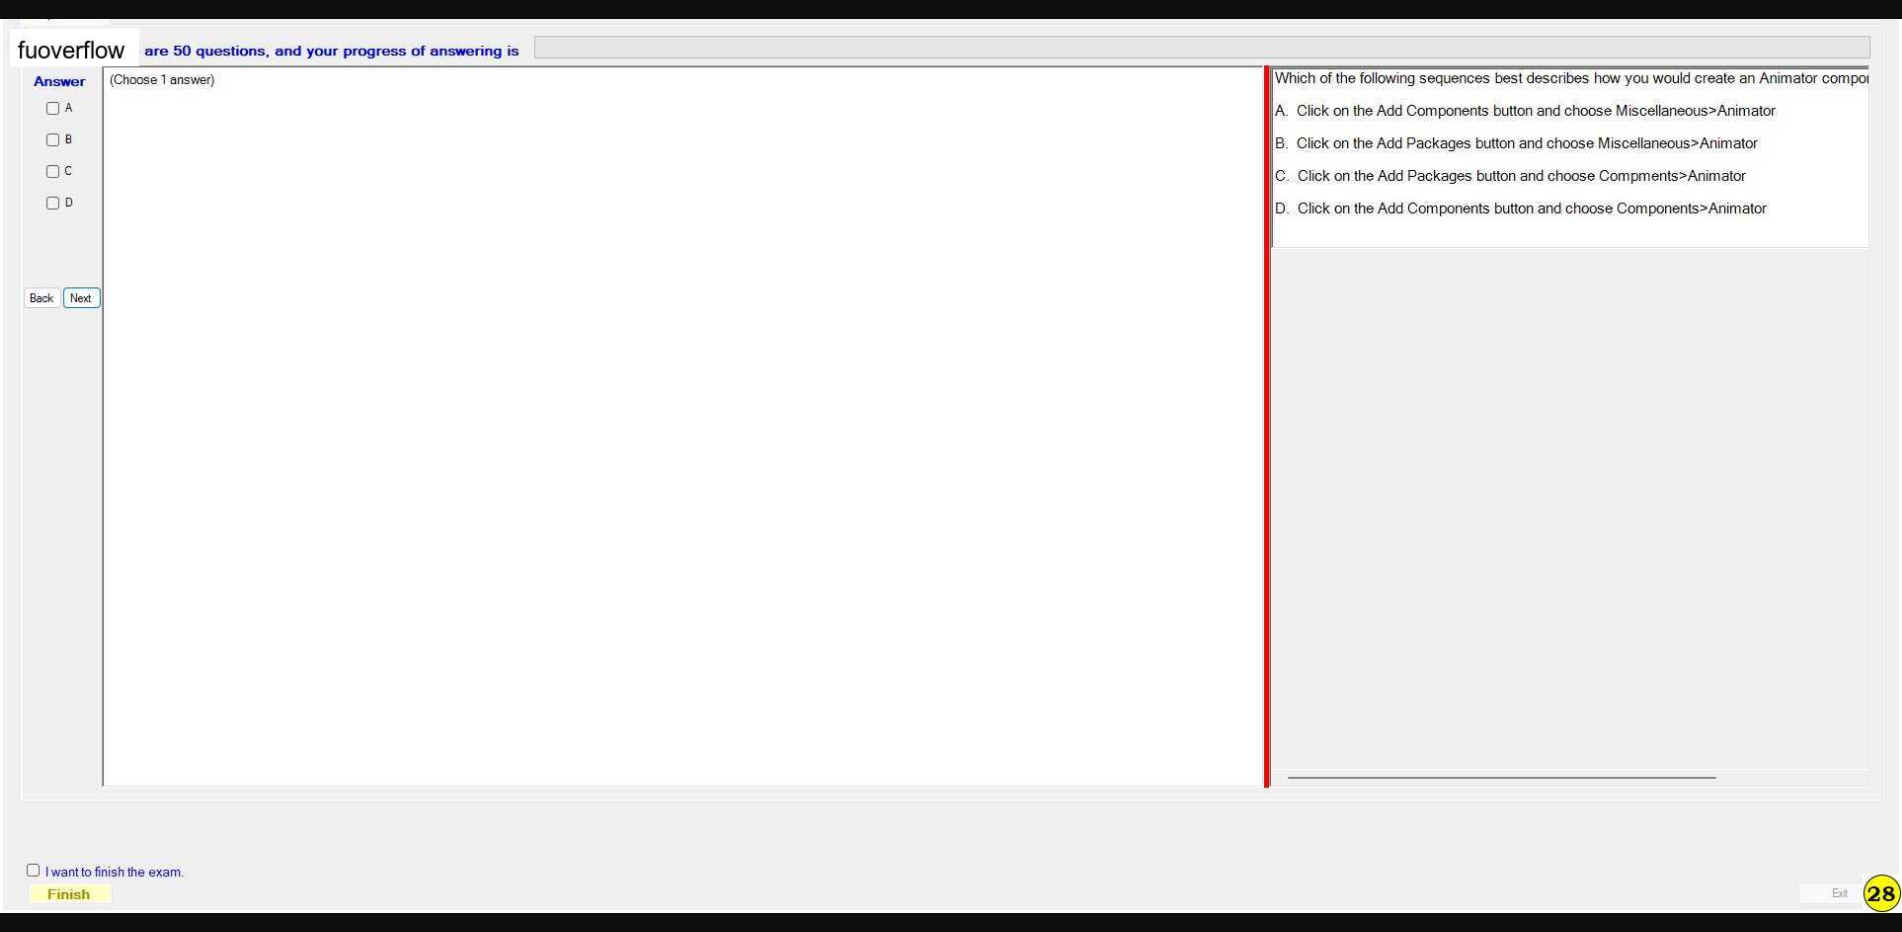 fuoverflow are 50 questions, and your progress of answering is
Answer
(Choose 1 answer)
A
B
C
D
Back Next
Which of the following sequences best describes how you would create an Animator compo
A. Click on the Add Components button and choose Miscellaneous>Animator
B. Click on the Add Packages button and choose Miscellaneous>Animator
C. Click on the Add Packages button and choose Compments>Animator
D. Click on the Add Components button and choose Components>Animator
I want to finish the exam.
Finish
Exit
28